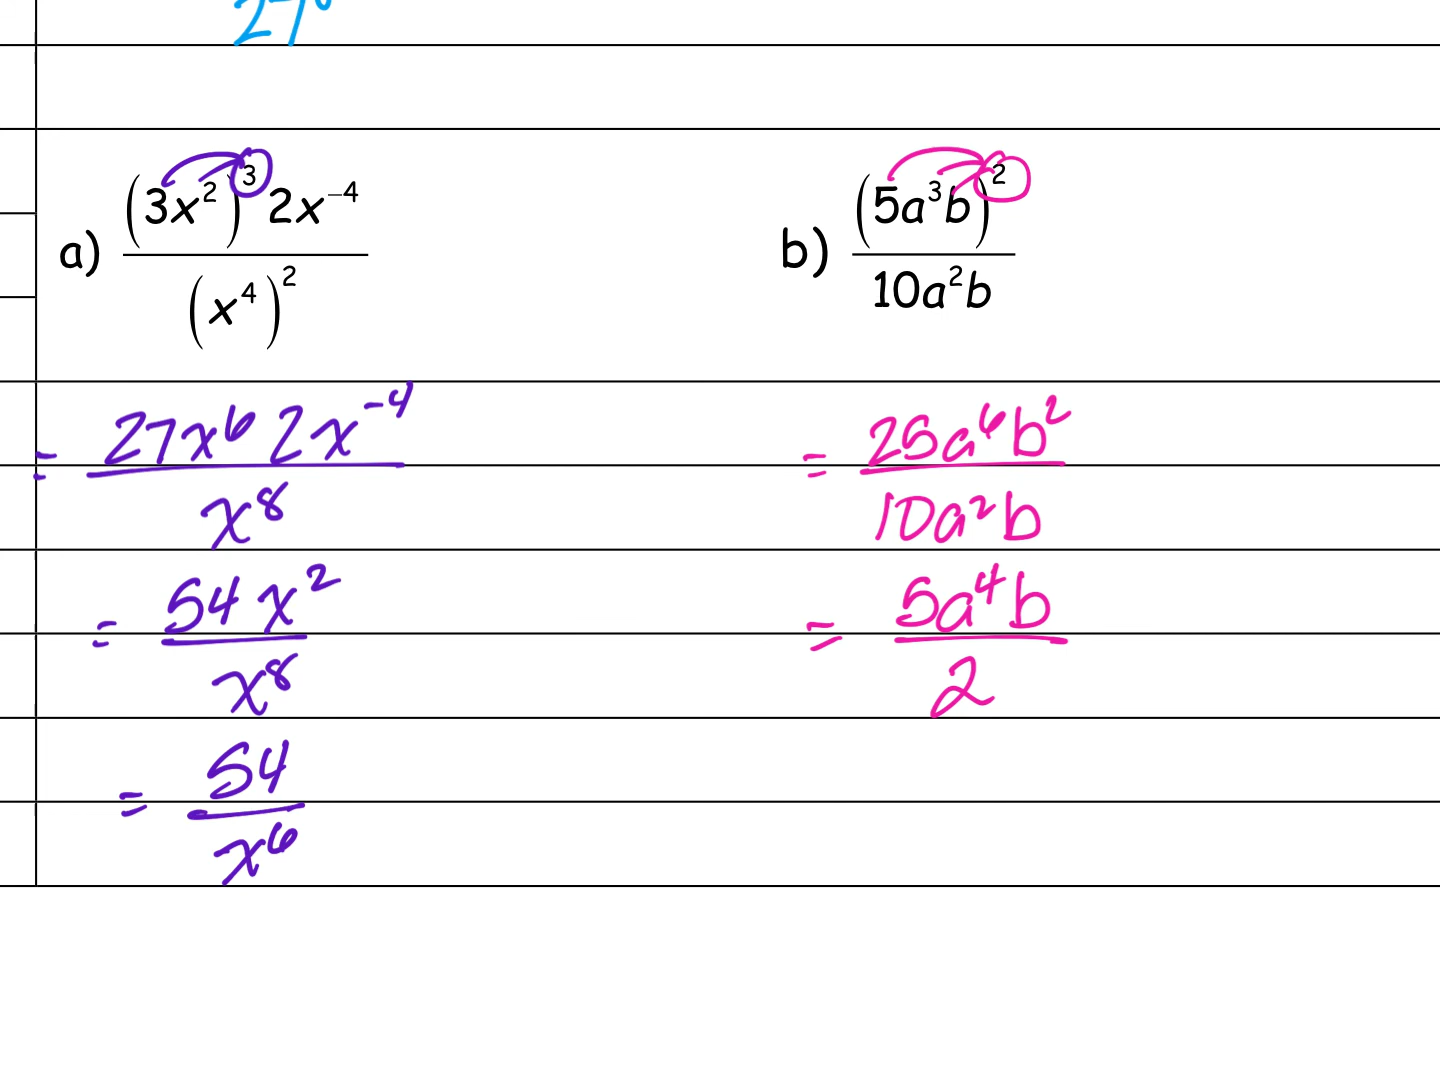 27⁶
a) (3x²)³ 2x⁻⁴ / (x⁴)²
= 27x⁶ 2x⁻⁴ / x⁸
= 54x² / x⁸
= 54 / x⁶
b) (5a³b)² / 10a²b
= 25a⁶b² / 10a²b
= 5a⁴b / 2